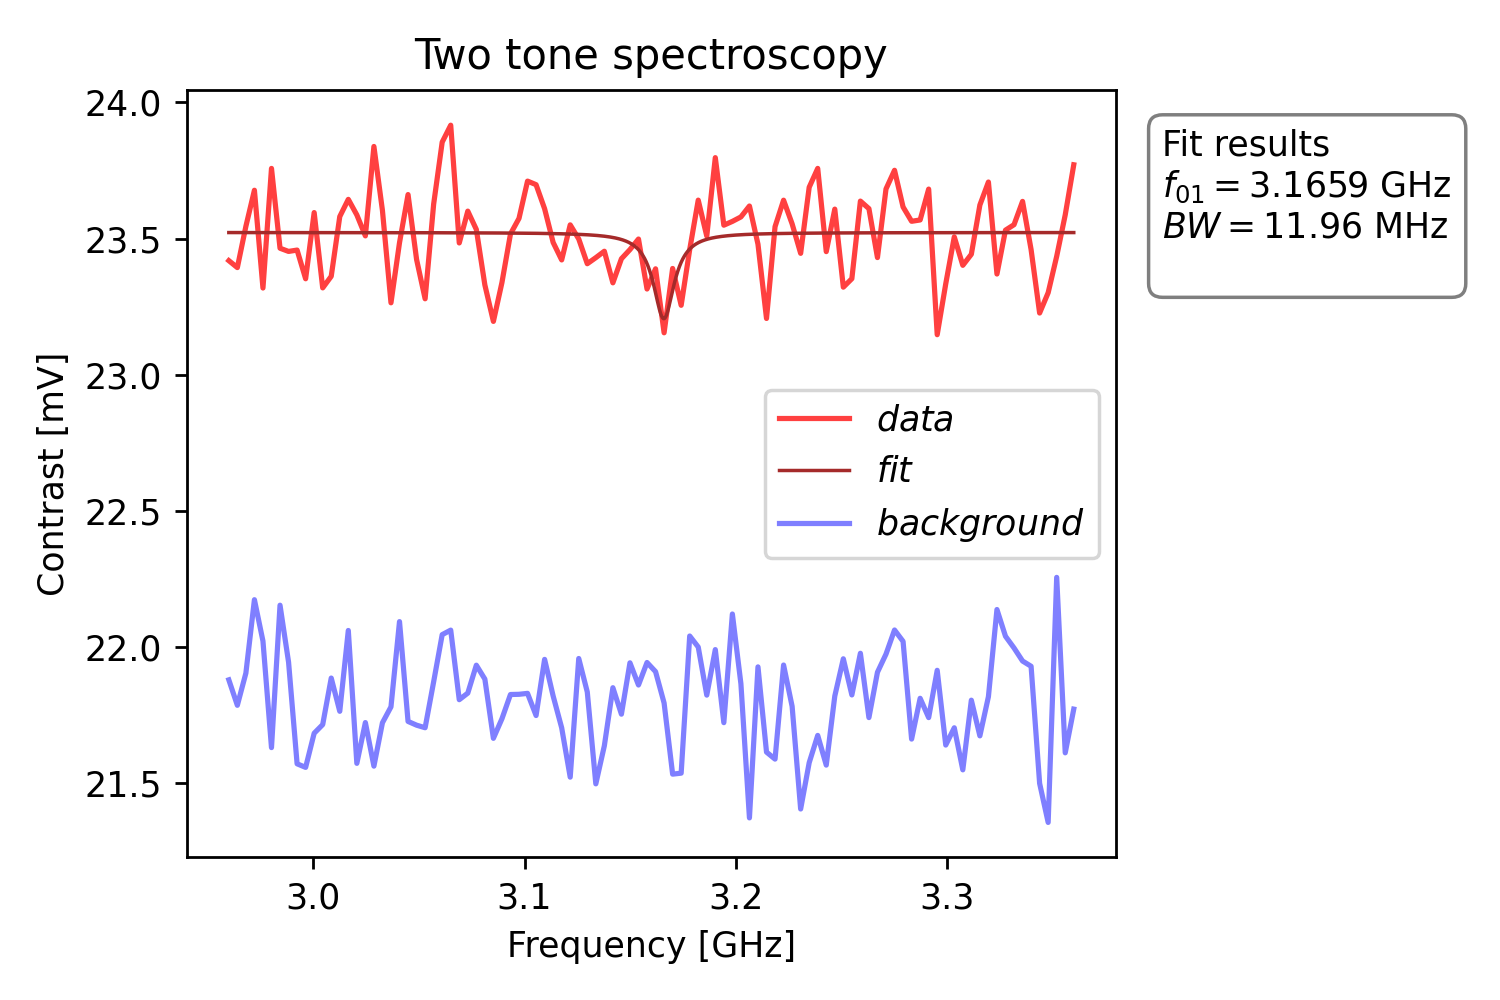 Two tone spectroscopy
24.0
23.5
23.0
22.5
22.0
21.5
Contrast [mV]
3.0 3.1 3.2 3.3
Frequency [GHz]
data
fit
background
Fit results
f₀₁ = 3.1659 GHz
BW = 11.96 MHz